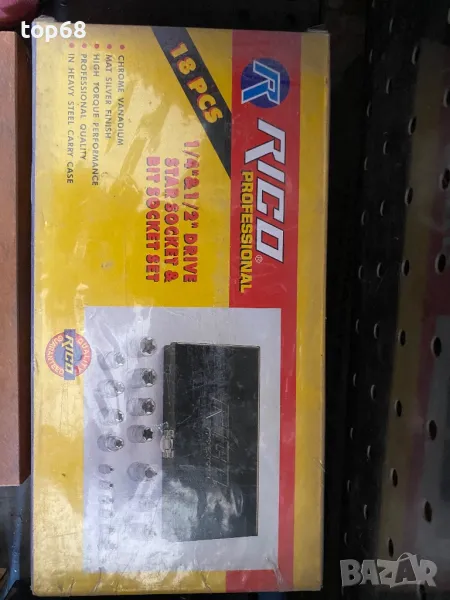 top68
18 PCS
RICO®
PROFESSIONAL
1/4"&1/2" DRIVE
STAR SOCKET &
BIT SOCKET SET
• CHROME VANADIUM
• MAT SILVER FINISH
• HIGH TORQUE PERFORMANCE
• PROFESSIONAL QUALITY
• IN HEAVY STEEL CARRY CASE
RICO
BAZAR